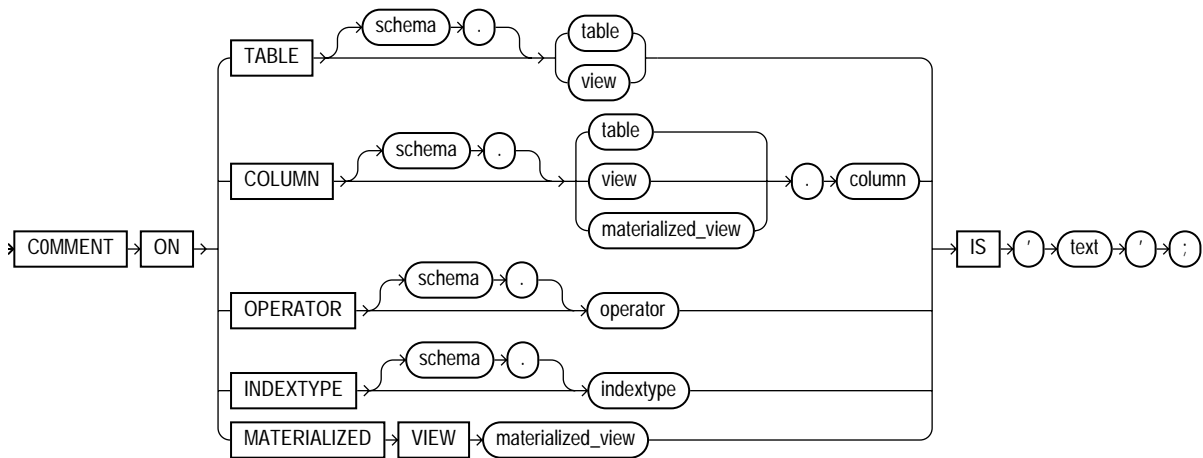 schema .
TABLE table
view
schema . table
COLUMN view . column
materialized_view
C0MMENT ON IS ' text ' ;
schema .
OPERATOR operator
schema .
INDEXTYPE indextype
MATERIALIZED VIEW materialized_view